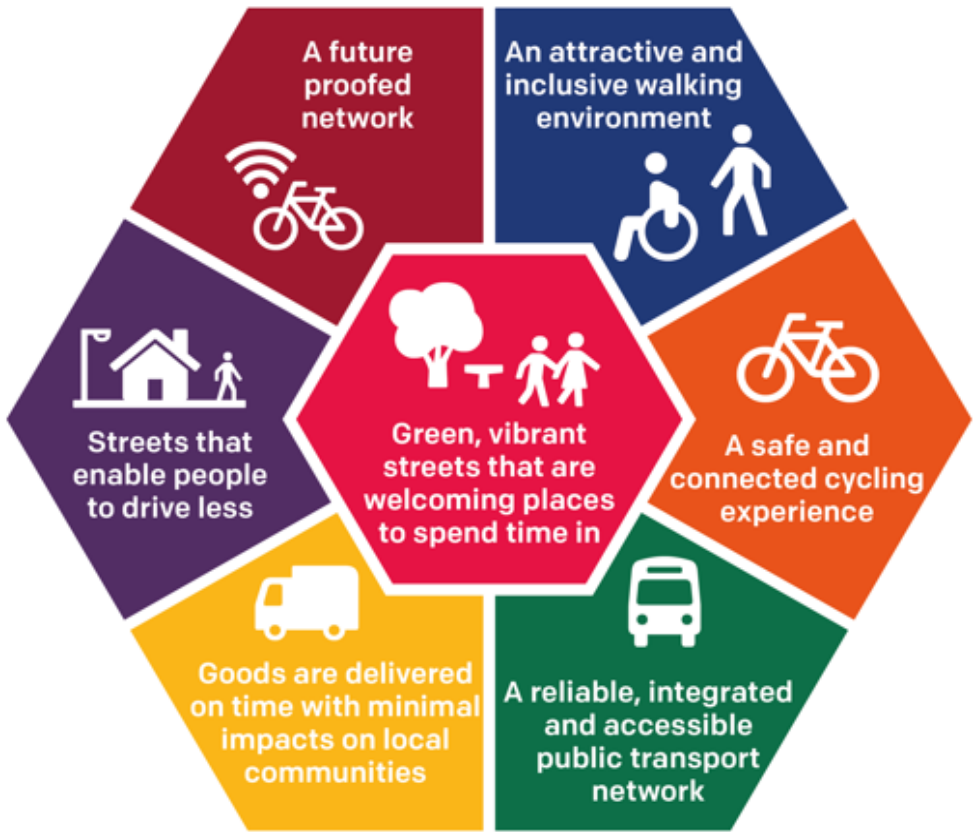 A future
proofed
network
An attractive and
inclusive walking
environment
Streets that
enable people
to drive less
Green, vibrant
streets that are
welcoming places
to spend time in
A safe and
connected cycling
experience
Goods are delivered
on time with minimal
impacts on local
communities
A reliable, integrated
and accessible
public transport
network